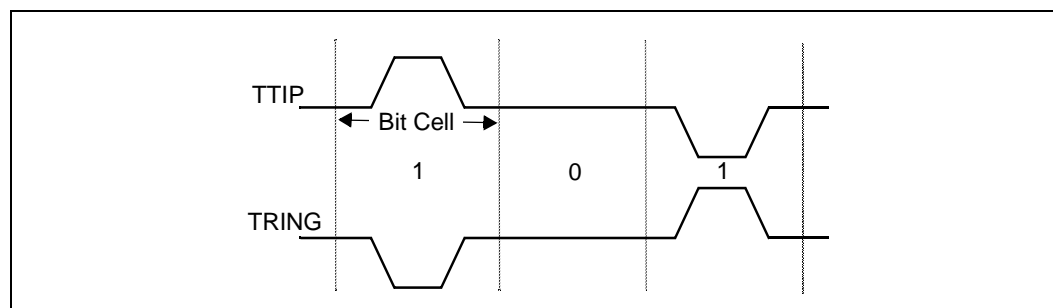 TTIP
Bit Cell
1
0
1
TRING